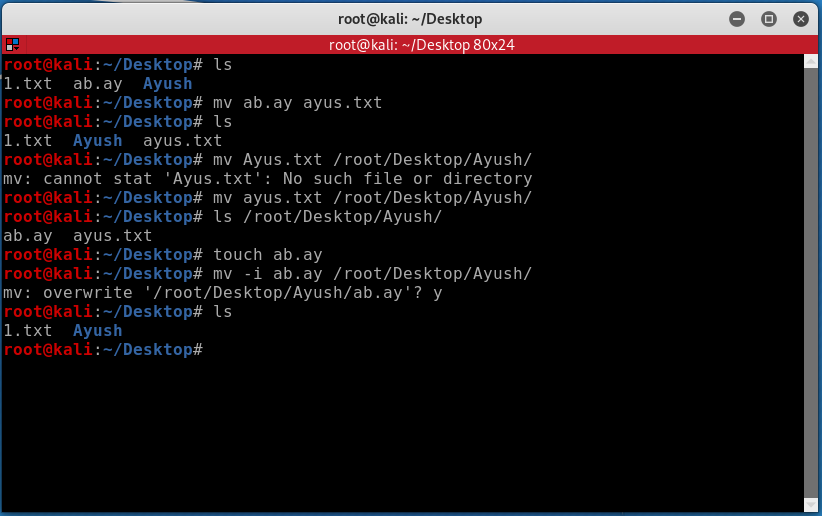 root@kali: ~/Desktop
root@kali: ~/Desktop 80x24
root@kali:~/Desktop# ls
1.txt  ab.ay  Ayush
root@kali:~/Desktop# mv ab.ay ayus.txt
root@kali:~/Desktop# ls
1.txt  Ayush  ayus.txt
root@kali:~/Desktop# mv Ayus.txt /root/Desktop/Ayush/
mv: cannot stat 'Ayus.txt': No such file or directory
root@kali:~/Desktop# mv ayus.txt /root/Desktop/Ayush/
root@kali:~/Desktop# ls /root/Desktop/Ayush/
ab.ay  ayus.txt
root@kali:~/Desktop# touch ab.ay
root@kali:~/Desktop# mv -i ab.ay /root/Desktop/Ayush/
mv: overwrite '/root/Desktop/Ayush/ab.ay'? y
root@kali:~/Desktop# ls
1.txt  Ayush
root@kali:~/Desktop#